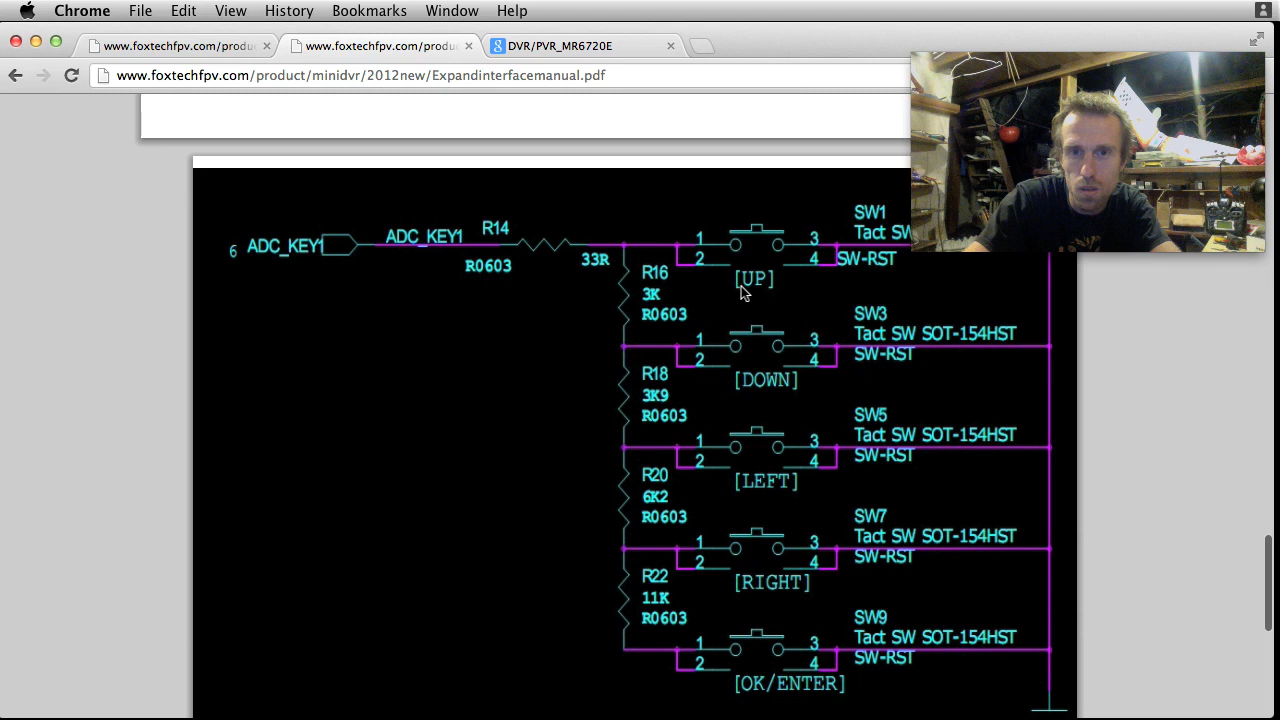 Chrome File Edit View History Bookmarks Window Help
www.foxtechfpv.com/produ www.foxtechfpv.com/produ DVR/PVK_MR6720E
www.foxtechfpv.com/product/minidvr/2012new/Expandinterfacemanual.pdf
6 ADC_KEY1 ADC_KEY1 R14
R0603 33R
1 3 SW1
Tact SW
2 4 SW-RST
[UP]
R16
3K
R0603
1 3 SW3
Tact SW SOT-154HST
2 4 SW-RST
[DOWN]
R18
3K9
R0603
1 3 SW5
Tact SW SOT-154HST
2 4 SW-RST
[LEFT]
R20
6K2
R0603
1 3 SW7
Tact SW SOT-154HST
2 4 SW-RST
[RIGHT]
R22
11K
R0603
1 3 SW9
Tact SW SOT-154HST
2 4 SW-RST
[OK/ENTER]